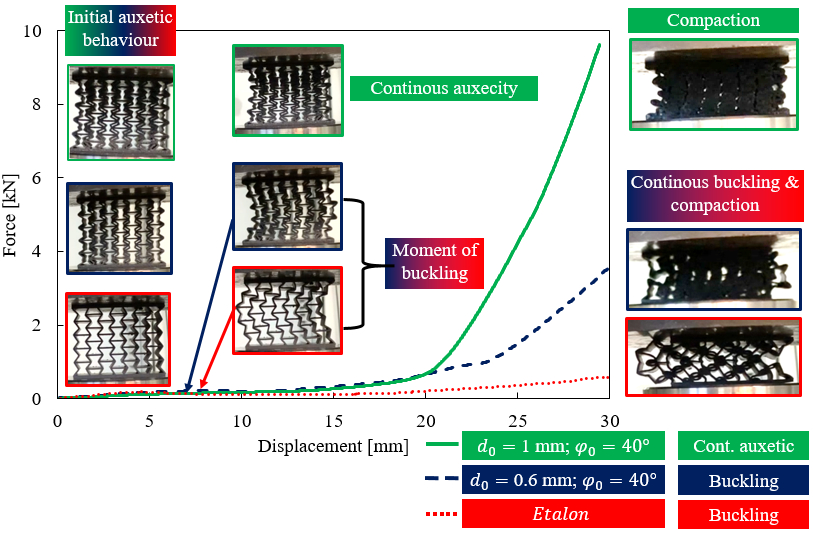 Initial auxetic
behaviour
Compaction
Continous auxecity
Continous buckling &
compaction
Moment of
buckling
Force [kN]
10
8
6
4
2
0
0
5
10
15
20
25
30
Displacement [mm]
d₀ = 1 mm; φ₀ = 40°
Cont. auxetic
d₀ = 0.6 mm; φ₀ = 40°
Buckling
Etalon
Buckling